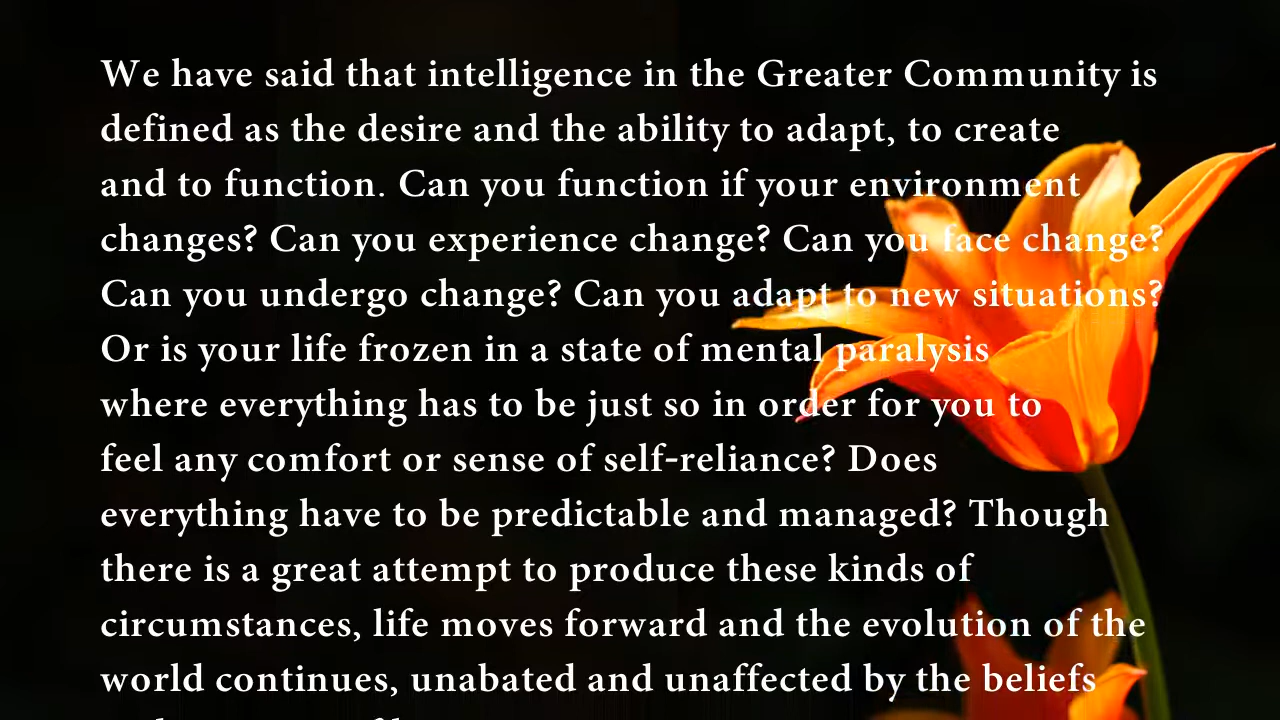 We have said that intelligence in the Greater Community is
defined as the desire and the ability to adapt, to create
and to function. Can you function if your environment
changes? Can you experience change? Can you face change?
Can you undergo change? Can you adapt to new situations?
Or is your life frozen in a state of mental paralysis
where everything has to be just so in order for you to
feel any comfort or sense of self-reliance? Does
everything have to be predictable and managed? Though
there is a great attempt to produce these kinds of
circumstances, life moves forward and the evolution of the
world continues, unabated and unaffected by the beliefs